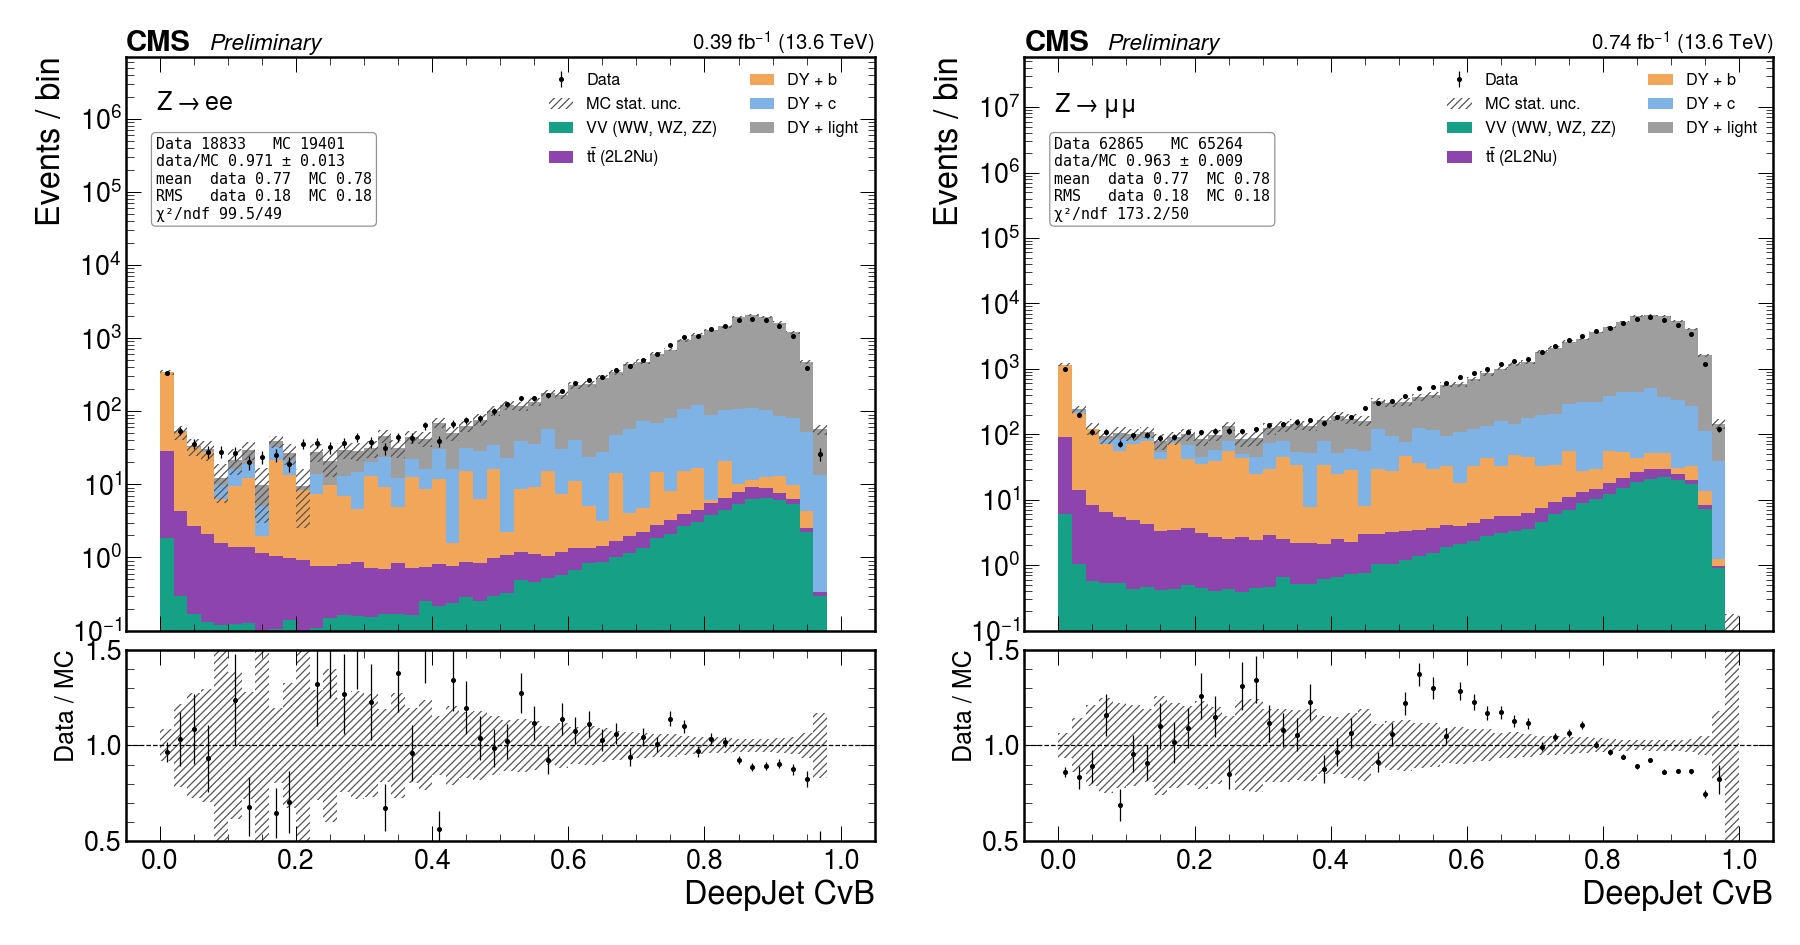 CMS Preliminary 0.39 fb⁻¹ (13.6 TeV)
Events / bin
Z → ee
Data
MC stat. unc.
VV (WW, WZ, ZZ)
tt̄ (2L2Nu)
DY + b
DY + c
DY + light
Data 18833 MC 19401
data/MC 0.971 ± 0.013
mean data 0.77 MC 0.78
RMS data 0.18 MC 0.18
χ²/ndf 99.5/49
10⁶
10⁵
10⁴
10³
10²
10¹
10⁰
10⁻¹
Data / MC
1.5
1.0
0.5
0.0 0.2 0.4 0.6 0.8 1.0
DeepJet CvB
CMS Preliminary 0.74 fb⁻¹ (13.6 TeV)
Events / bin
Z → μμ
Data
MC stat. unc.
VV (WW, WZ, ZZ)
tt̄ (2L2Nu)
DY + b
DY + c
DY + light
Data 62865 MC 65264
data/MC 0.963 ± 0.009
mean data 0.77 MC 0.78
RMS data 0.18 MC 0.18
χ²/ndf 173.2/50
10⁷
10⁶
10⁵
10⁴
10³
10²
10¹
10⁰
10⁻¹
Data / MC
1.5
1.0
0.5
0.0 0.2 0.4 0.6 0.8 1.0
DeepJet CvB